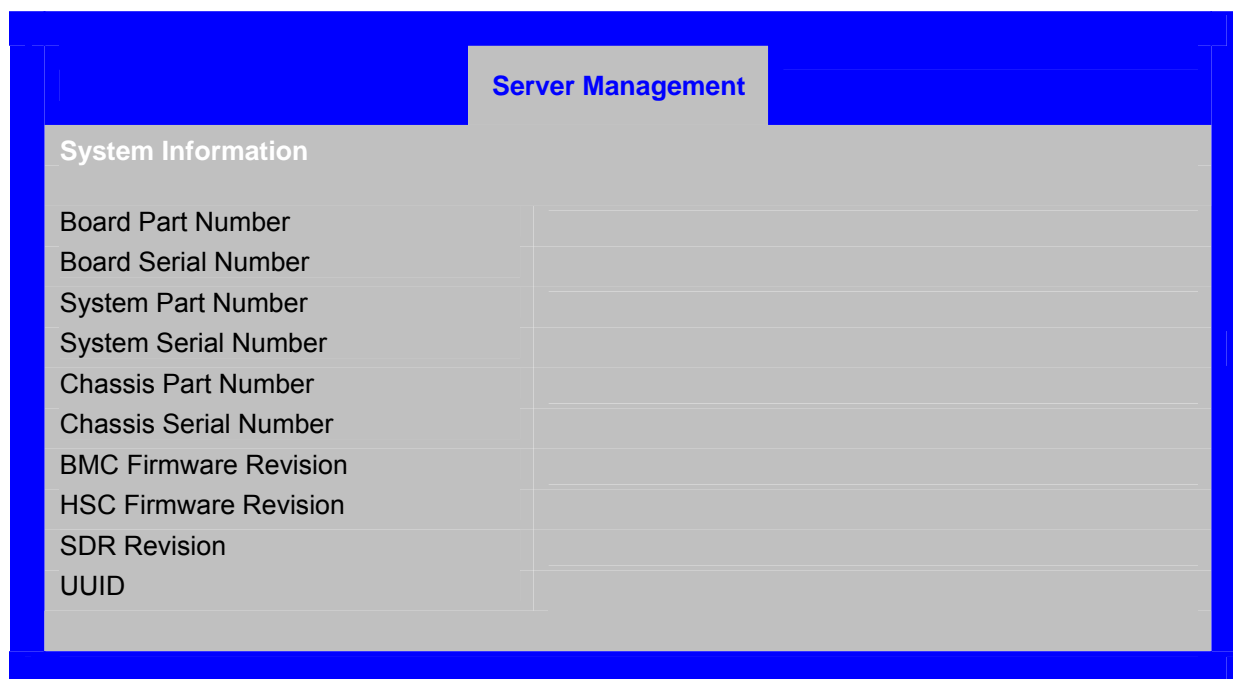 Server Management
System Information
Board Part Number
Board Serial Number
System Part Number
System Serial Number
Chassis Part Number
Chassis Serial Number
BMC Firmware Revision
HSC Firmware Revision
SDR Revision
UUID